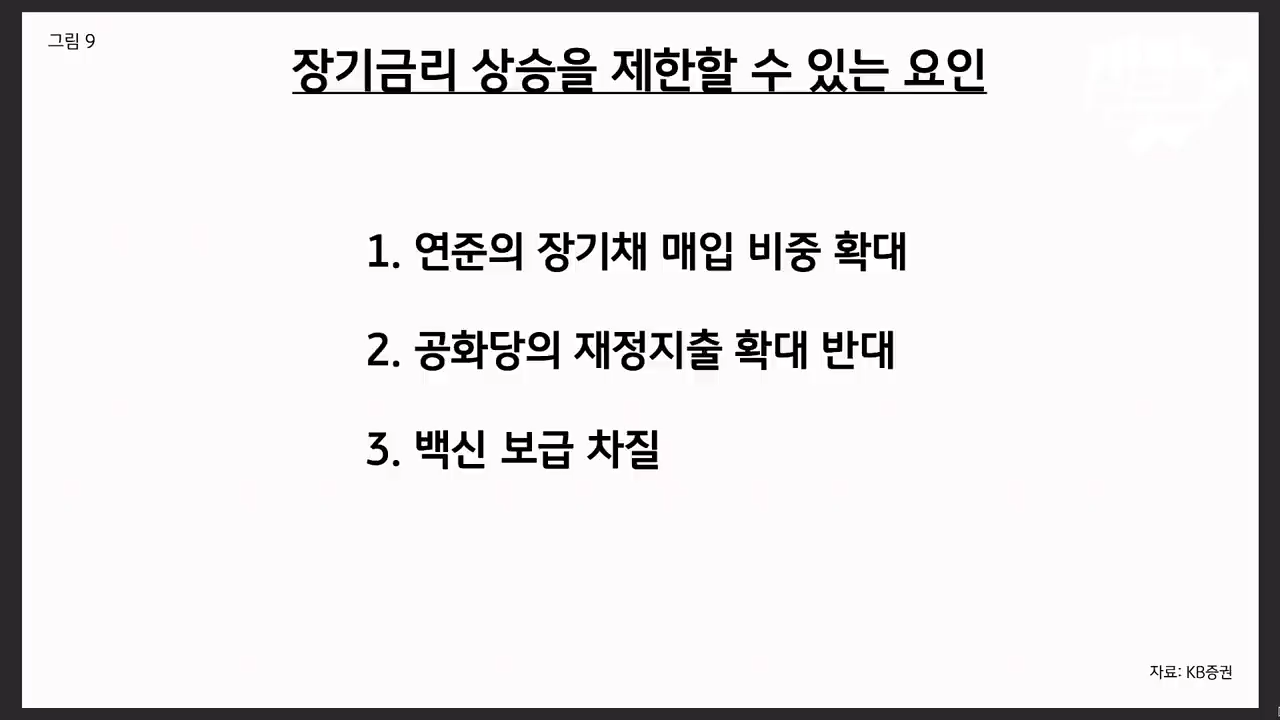 그림 9
장기금리 상승을 제한할 수 있는 요인
1. 연준의 장기채 매입 비중 확대
2. 공화당의 재정지출 확대 반대
3. 백신 보급 차질
자료: KB증권